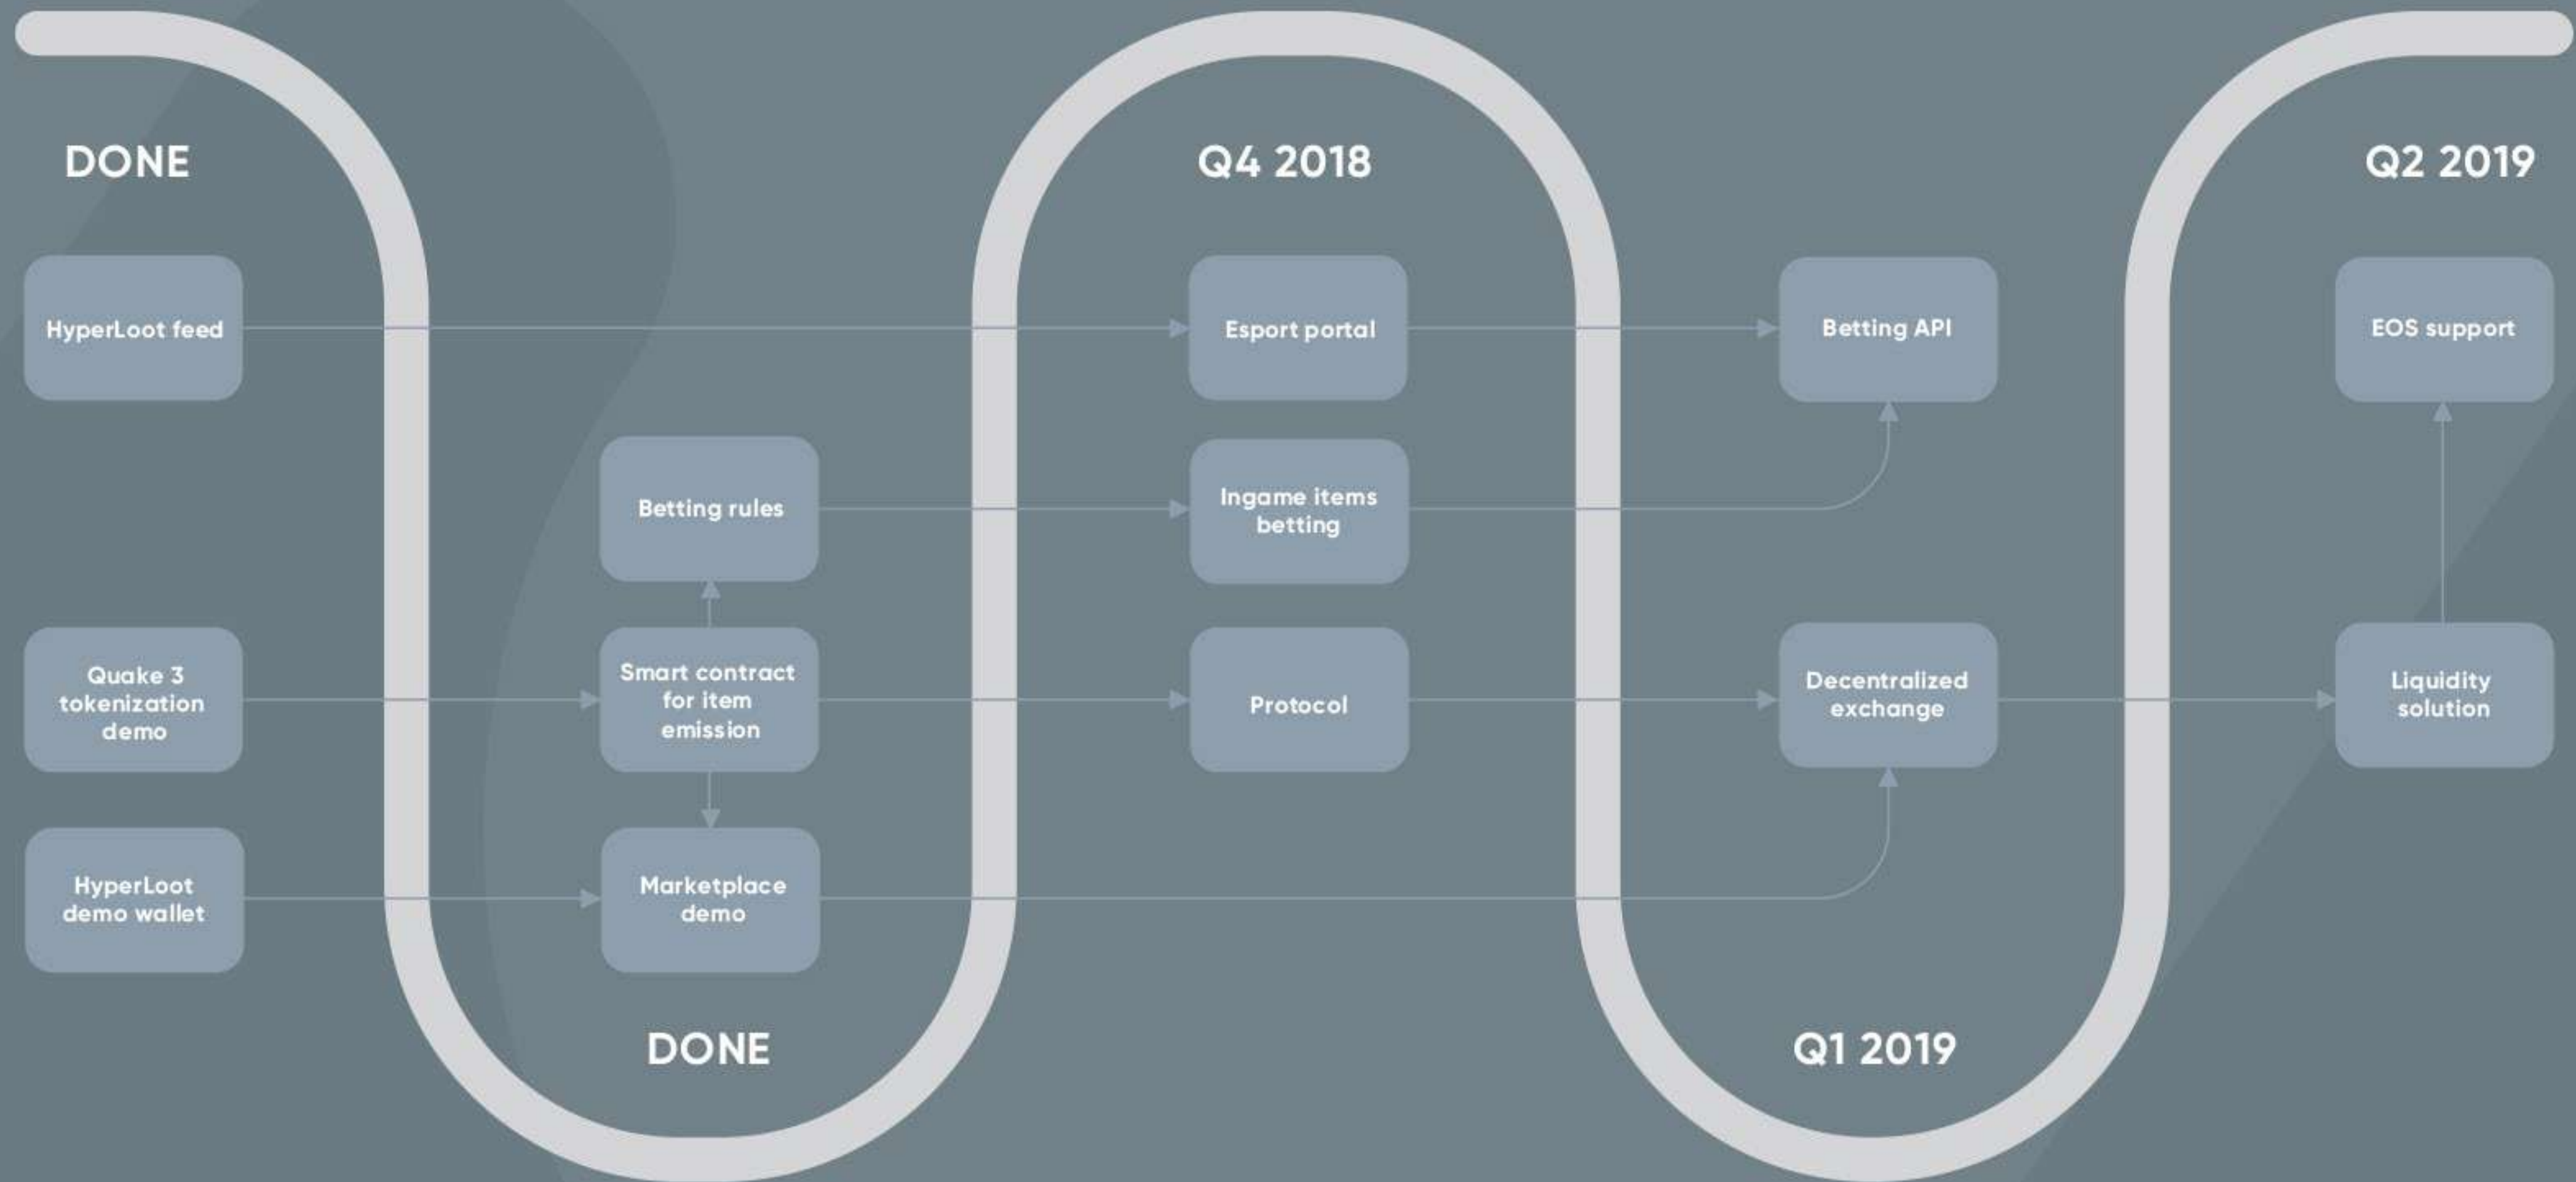 DONE
HyperLoot feed
Quake 3
tokenization
demo
HyperLoot
demo wallet
Betting rules
Smart contract
for item
emission
Marketplace
demo
DONE
Q4 2018
Esport portal
Ingame items
betting
Protocol
Betting API
Decentralized
exchange
Q1 2019
Q2 2019
EOS support
Liquidity
solution